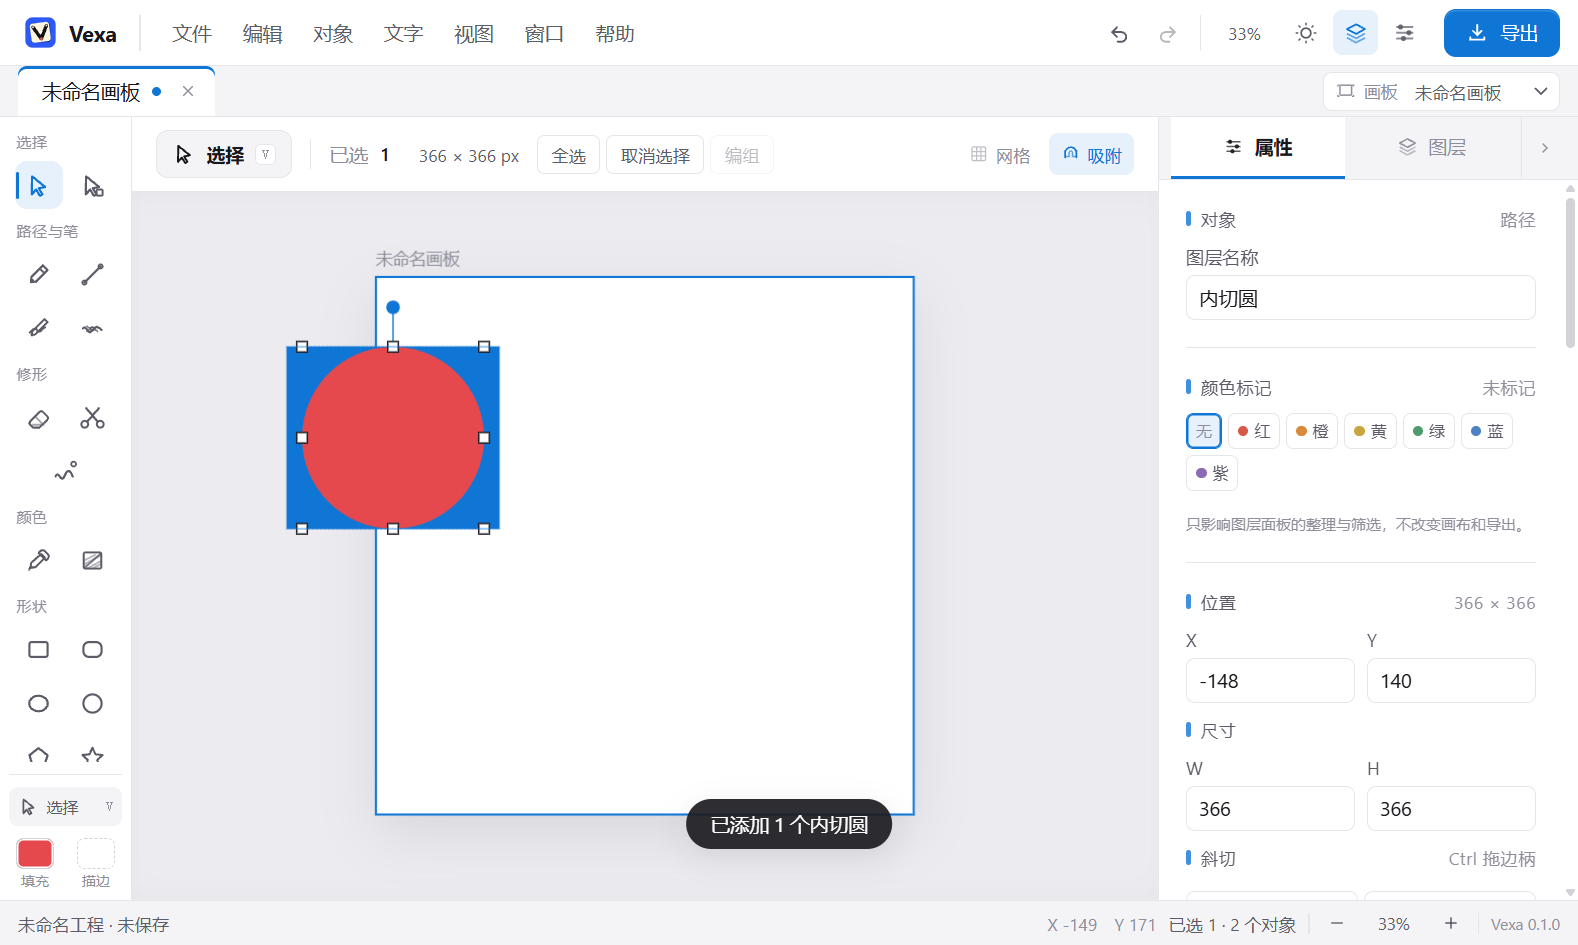 Vexa
文件 编辑 对象 文字 视图 窗口 帮助
33%
导出
未命名画板
画板 未命名画板
选择
选择 V
已选 1 366 × 366 px
全选 取消选择 编组
网格 吸附
属性 图层
路径与笔
修形
颜色
形状
选择 V
填充 描边
未命名画板
已添加 1 个内切圆
对象 路径
图层名称
内切圆
颜色标记 未标记
无 红 橙 黄 绿 蓝
紫
只影响图层面板的整理与筛选，不改变画布和导出。
位置 366 × 366
X Y
-148 140
尺寸
W H
366 366
斜切 Ctrl 拖边柄
未命名工程 · 未保存
X -149 Y 171 已选 1 · 2 个对象
33%
Vexa 0.1.0